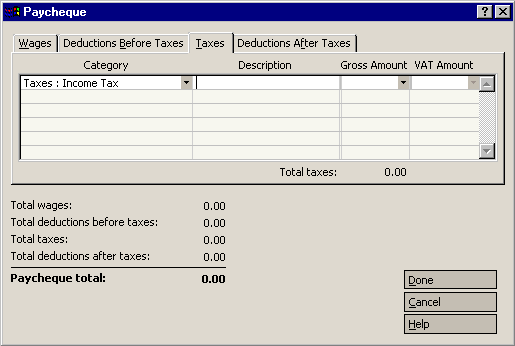 Paycheque
Wages Deductions Before Taxes Taxes Deductions After Taxes
Category Description Gross Amount VAT Amount
Taxes : Income Tax
Total taxes: 0.00
Total wages: 0.00
Total deductions before taxes: 0.00
Total taxes: 0.00
Total deductions after taxes: 0.00
Paycheque total: 0.00
Done
Cancel
Help